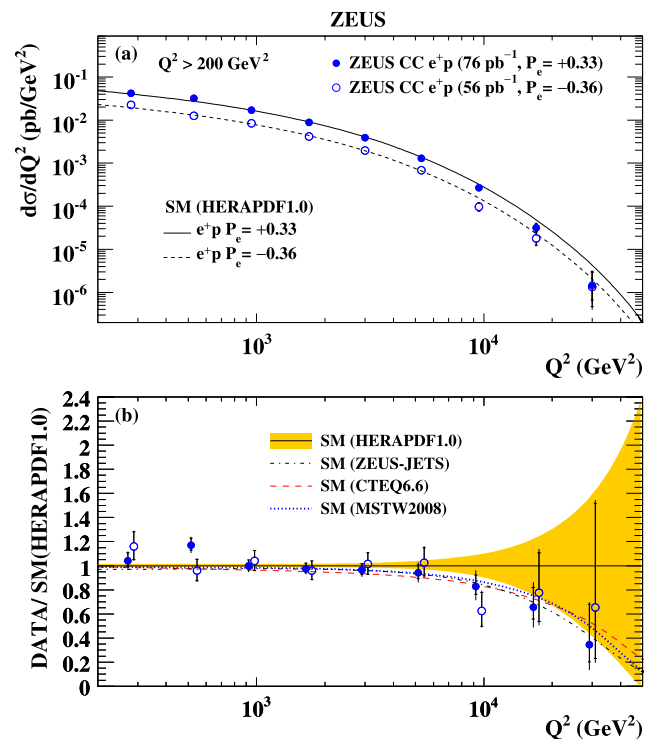 ZEUS
(a)
Q² > 200 GeV²
ZEUS CC e⁺p (76 pb⁻¹, Pₑ = +0.33)
ZEUS CC e⁺p (56 pb⁻¹, Pₑ = −0.36)
dσ/dQ² (pb/GeV²)
10⁻¹
10⁻²
10⁻³
10⁻⁴
10⁻⁵
10⁻⁶
SM (HERAPDF1.0)
e⁺p Pₑ = +0.33
e⁺p Pₑ = −0.36
10³
10⁴
Q² (GeV²)
(b)
DATA/ SM(HERAPDF1.0)
2.4
2.2
2
1.8
1.6
1.4
1.2
1
0.8
0.6
0.4
0.2
0
SM (HERAPDF1.0)
SM (ZEUS-JETS)
SM (CTEQ6.6)
SM (MSTW2008)
10³
10⁴
Q² (GeV²)